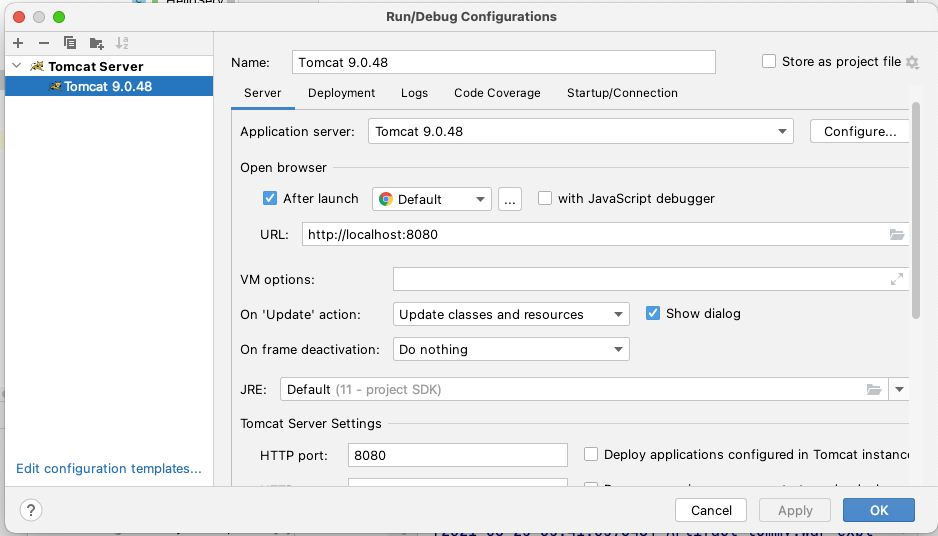 Run/Debug Configurations
Tomcat Server
Tomcat 9.0.48
Name: Tomcat 9.0.48 Store as project file
Server Deployment Logs Code Coverage Startup/Connection
Application server: Tomcat 9.0.48 Configure...
Open browser
After launch Default ... with JavaScript debugger
URL: http://localhost:8080
VM options:
On 'Update' action: Update classes and resources Show dialog
On frame deactivation: Do nothing
JRE: Default (11 - project SDK)
Tomcat Server Settings
HTTP port: 8080 Deploy applications configured in Tomcat instance
Edit configuration templates...
? Cancel Apply OK